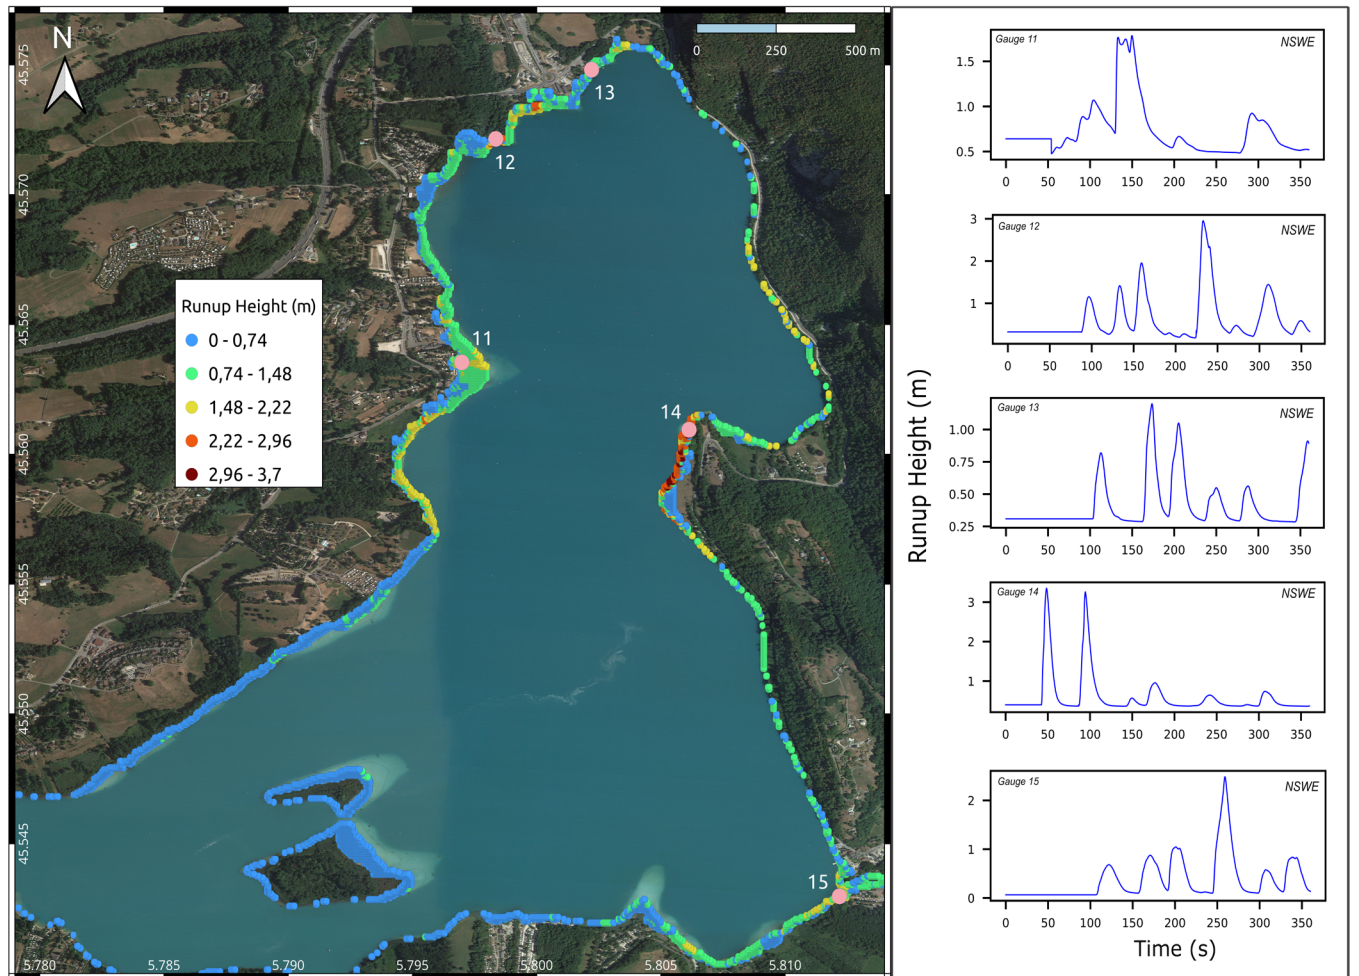 N
0 250 500 m
45.575
45.570
45.565
45.560
45.555
45.550
45.545
13
12
11
14
15
Runup Height (m)
0 - 0,74
0,74 - 1,48
1,48 - 2,22
2,22 - 2,96
2,96 - 3,7
5.780 5.785 5.790 5.795 5.800 5.805 5.810
Runup Height (m)
Gauge 11 NSWE
1.5
1.0
0.5
0 50 100 150 200 250 300 350
Gauge 12 NSWE
3
2
1
0 50 100 150 200 250 300 350
Gauge 13 NSWE
1.00
0.75
0.50
0.25
0 50 100 150 200 250 300 350
Gauge 14 NSWE
3
2
1
0 50 100 150 200 250 300 350
Gauge 15 NSWE
2
1
0
0 50 100 150 200 250 300 350
Time (s)